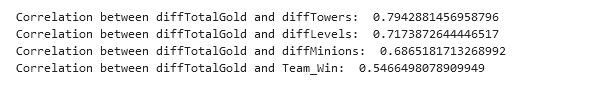 Correlation between diffTotalGold and diffTowers:  0.7942881456958796
Correlation between diffTotalGold and diffLevels:  0.7173872644446517
Correlation between diffTotalGold and diffMinions:  0.6865181713268992
Correlation between diffTotalGold and Team_Win:  0.5466498078909949